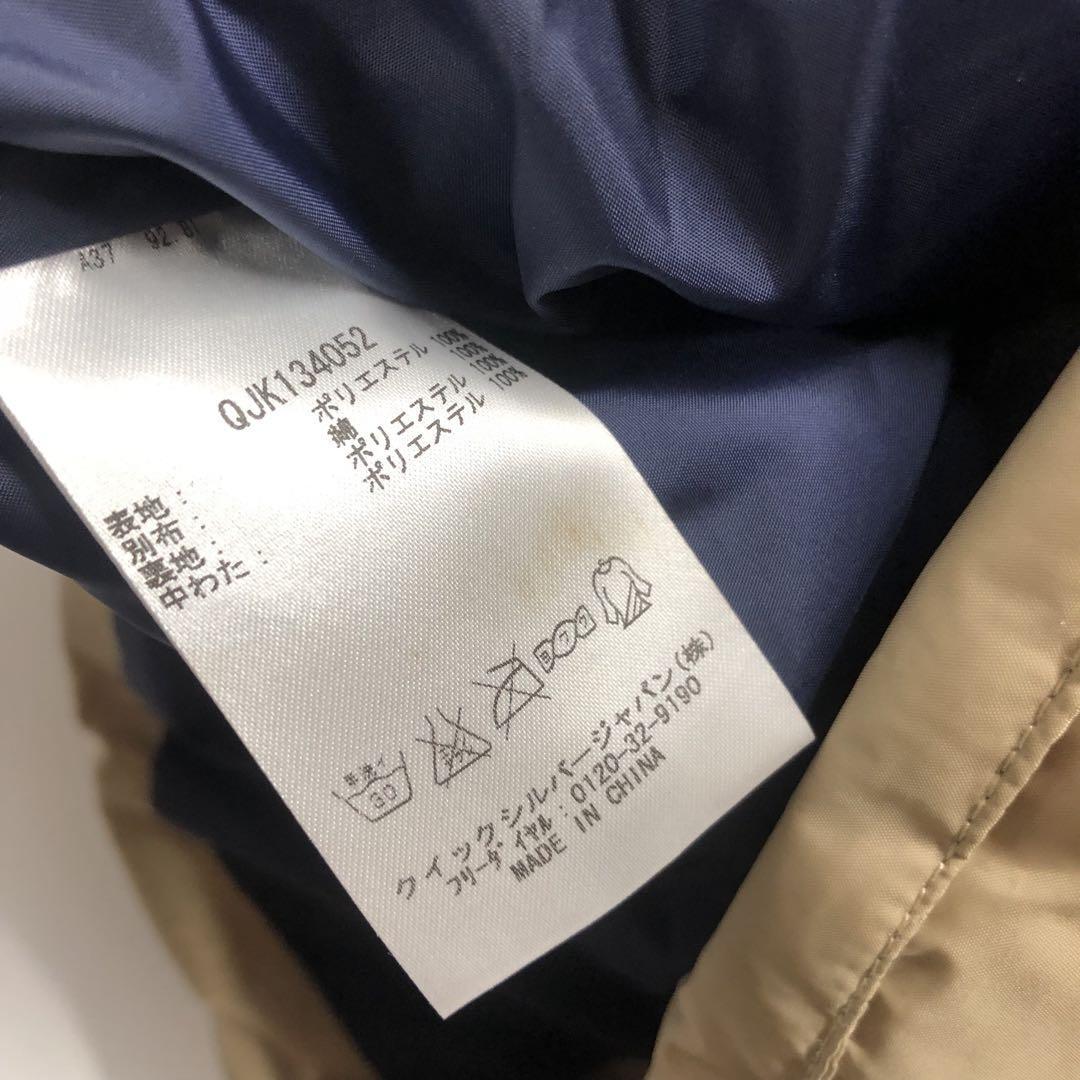 A37 92.81
QJK134052
表地: ポリエステル 100%
別布: 綿 100%
裏地: ポリエステル 100%
中わた: ポリエステル 100%
手洗イ
30
クイックシルバージャパン(株)
フリーダイヤル:0120-32-9190
MADE IN CHINA